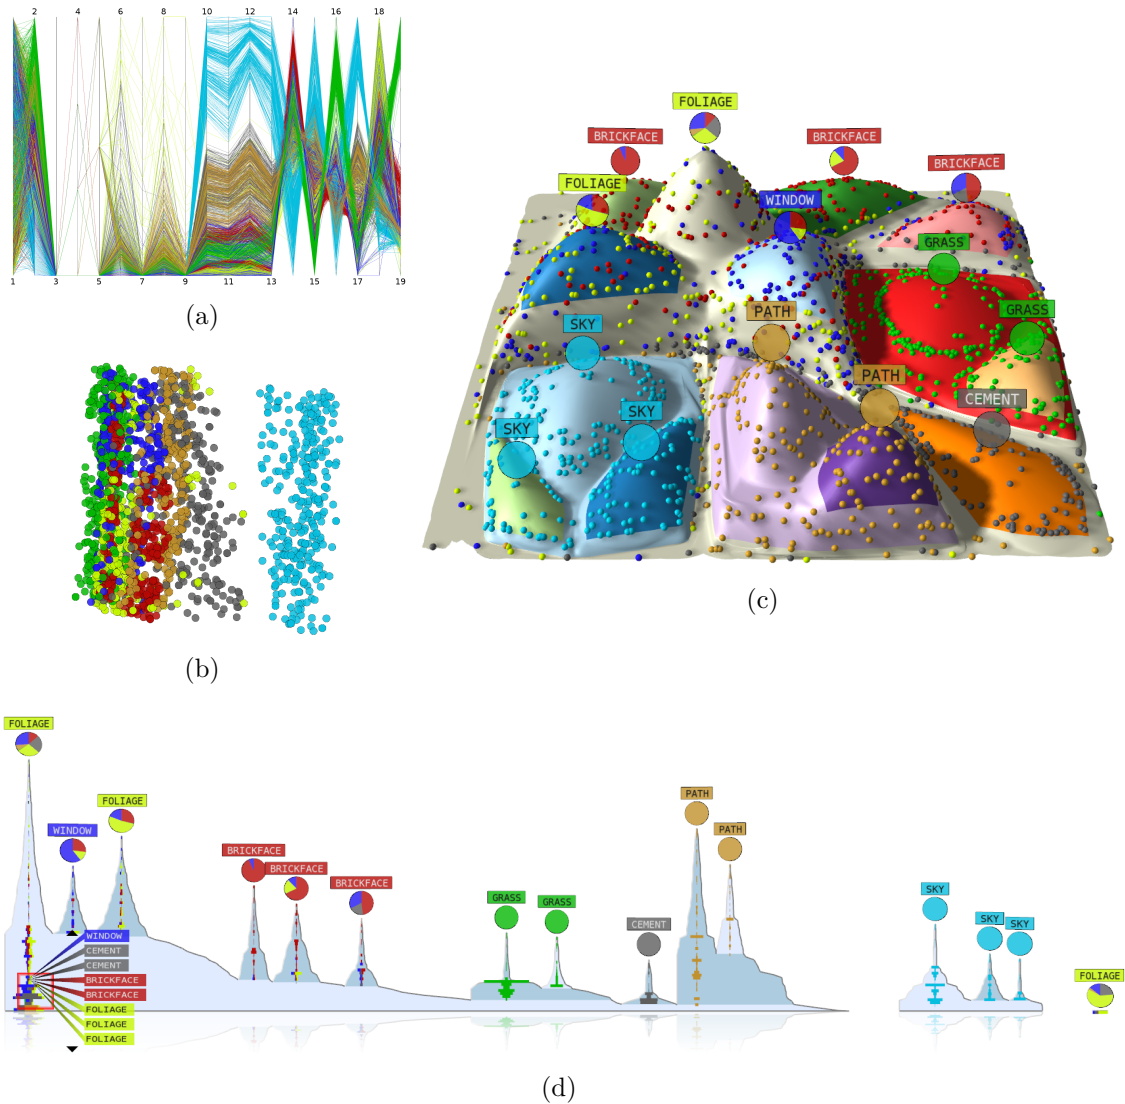 2 4 6 8 10 12 14 16 18
1 3 5 7 9 11 13 15 17 19
(a)
(b)
FOLIAGE
BRICKFACE
BRICKFACE
BRICKFACE
FOLIAGE
WINDOW
GRASS
GRASS
SKY
PATH
PATH
CEMENT
SKY
SKY
(c)
FOLIAGE
WINDOW
FOLIAGE
BRICKFACE
BRICKFACE
BRICKFACE
GRASS
GRASS
CEMENT
PATH
PATH
SKY
SKY
SKY
FOLIAGE
WINDOW
CEMENT
CEMENT
BRICKFACE
BRICKFACE
FOLIAGE
FOLIAGE
FOLIAGE
(d)